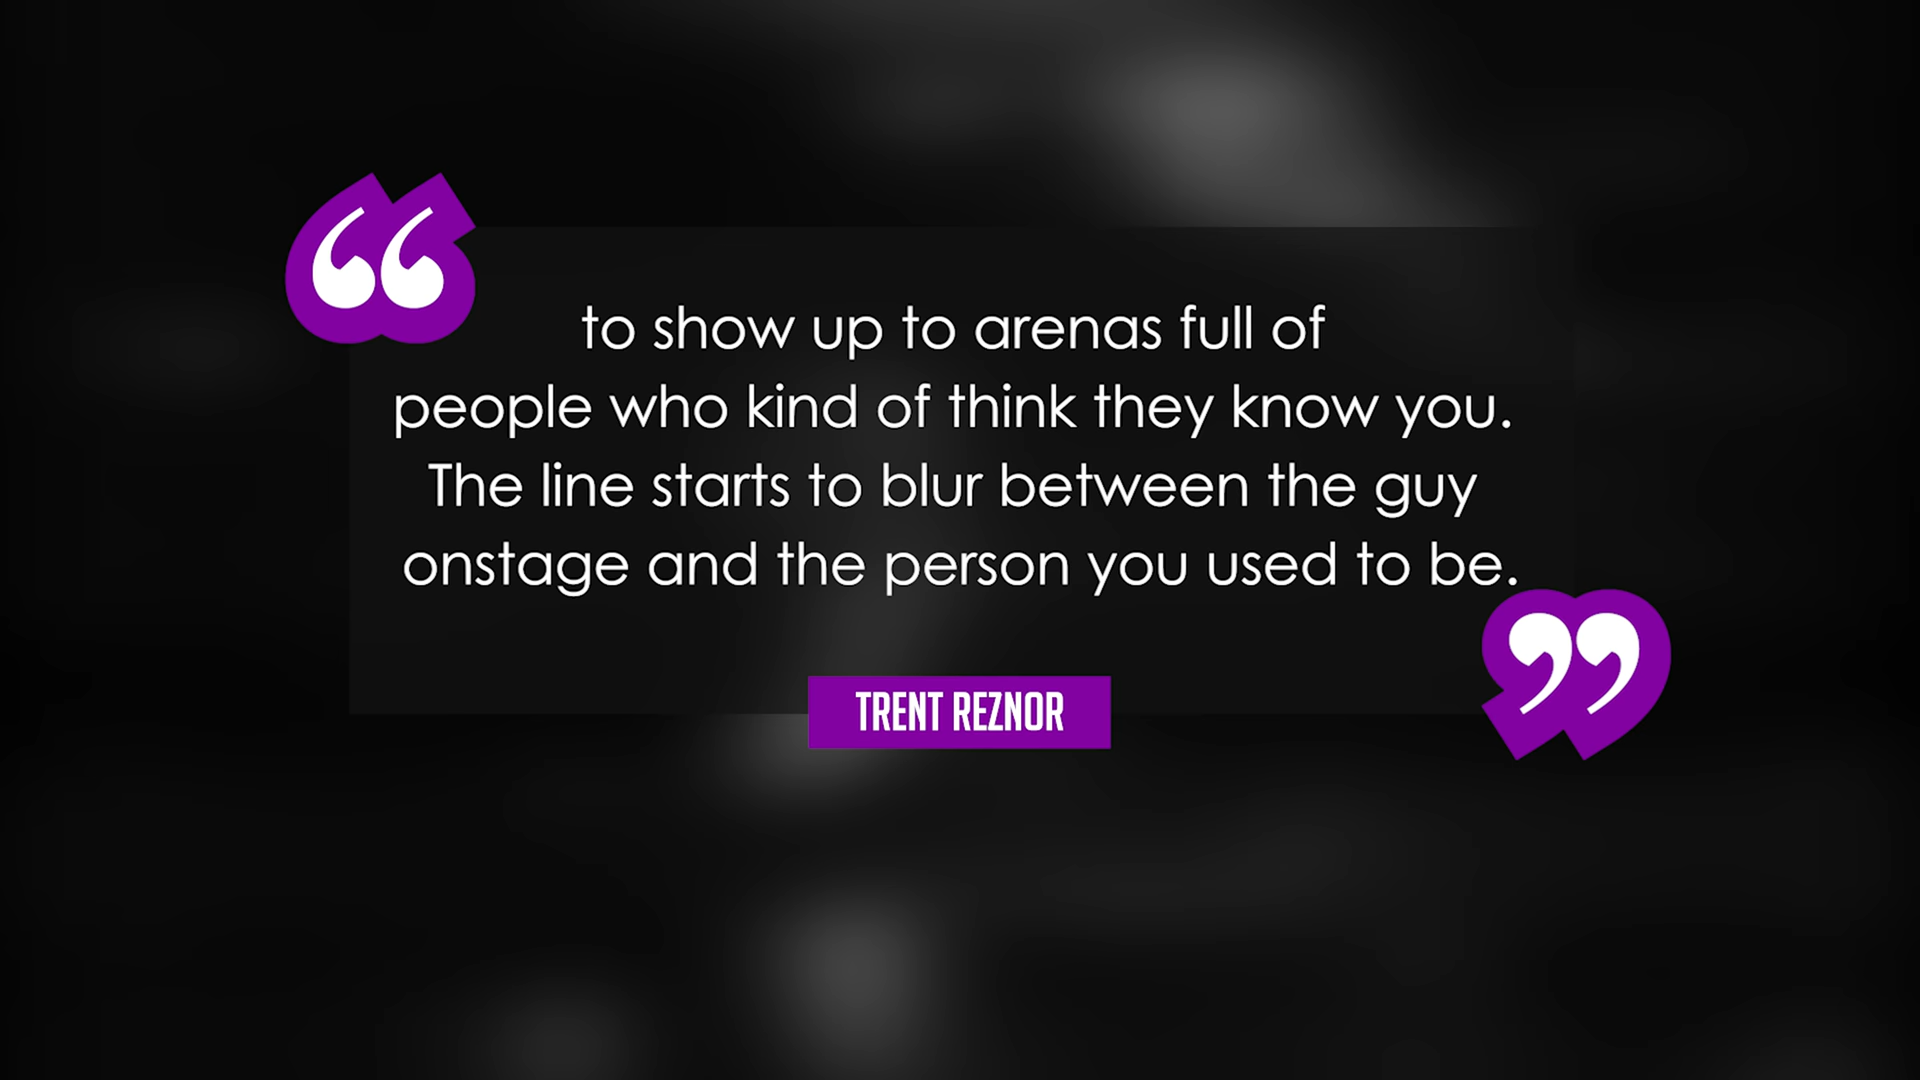 “
to show up to arenas full of
people who kind of think they know you.
The line starts to blur between the guy
onstage and the person you used to be.
”
TRENT REZNOR